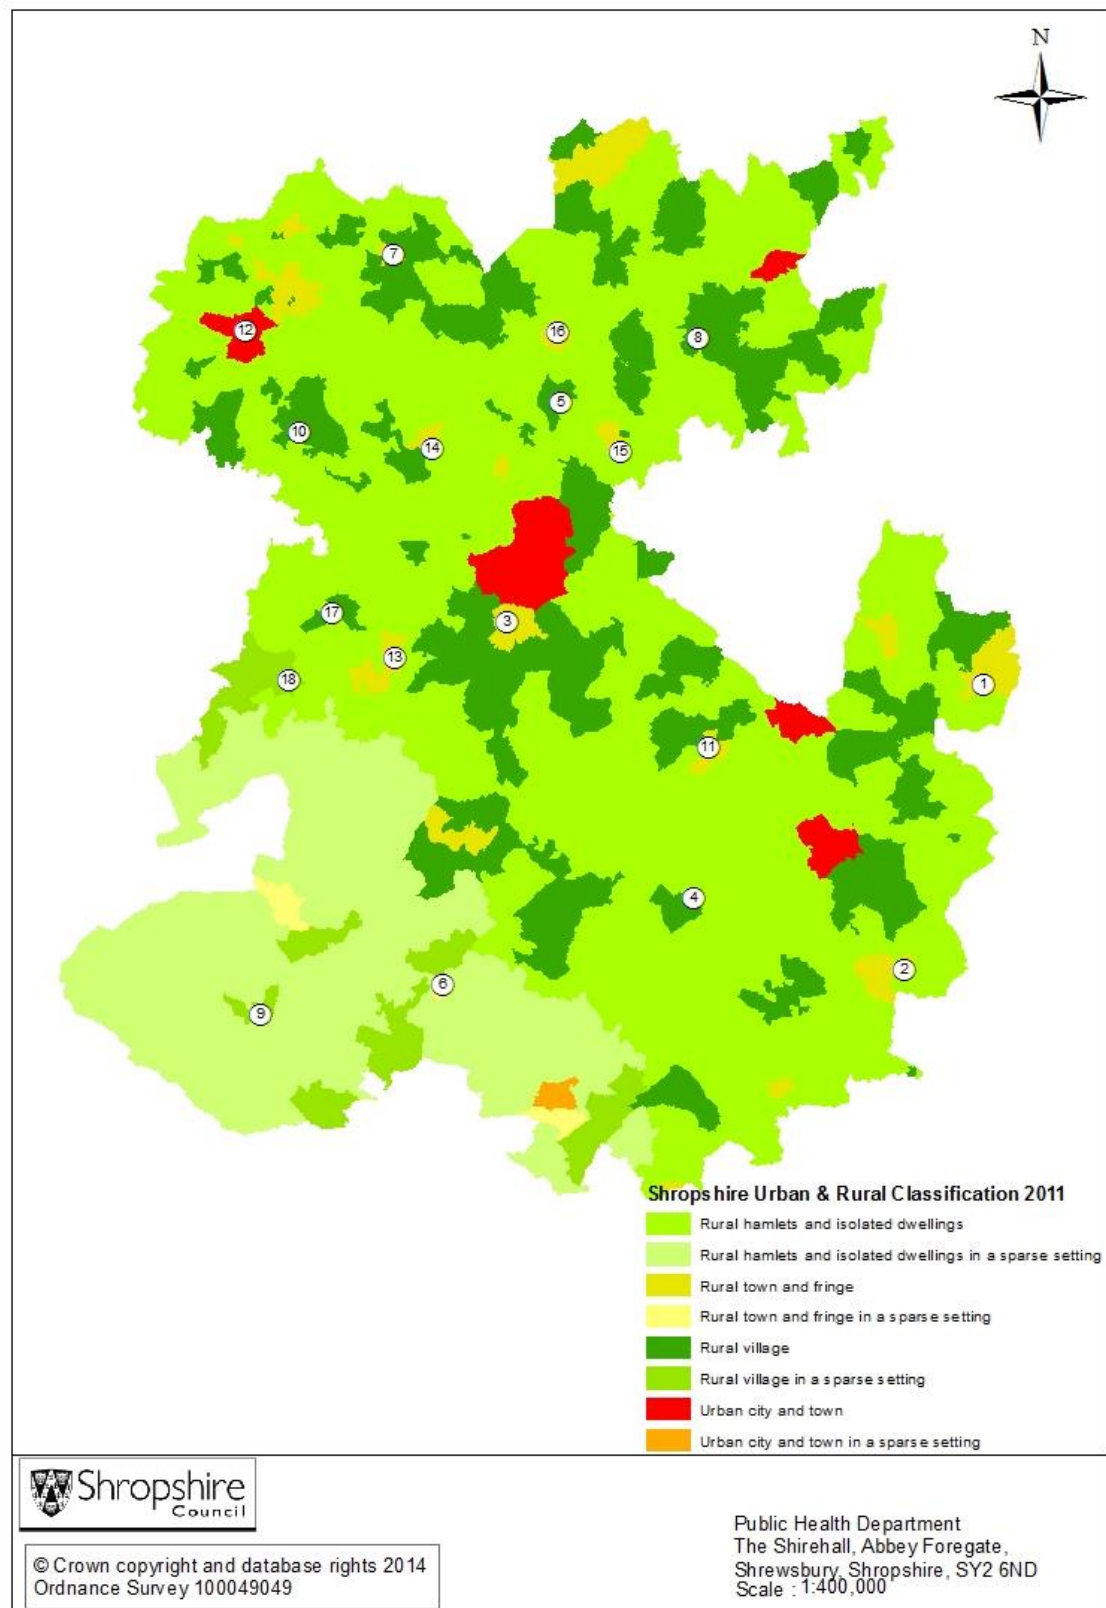 N
7
12
16
8
5
10
14
15
17
3
13
18
1
11
4
2
6
9
Shropshire Urban & Rural Classification 2011
Rural hamlets and isolated dwellings
Rural hamlets and isolated dwellings in a sparse setting
Rural town and fringe
Rural town and fringe in a sparse setting
Rural village
Rural village in a sparse setting
Urban city and town
Urban city and town in a sparse setting
Shropshire
Council
© Crown copyright and database rights 2014
Ordnance Survey 100049049
Public Health Department
The Shirehall, Abbey Foregate,
Shrewsbury, Shropshire, SY2 6ND
Scale : 1:400,000